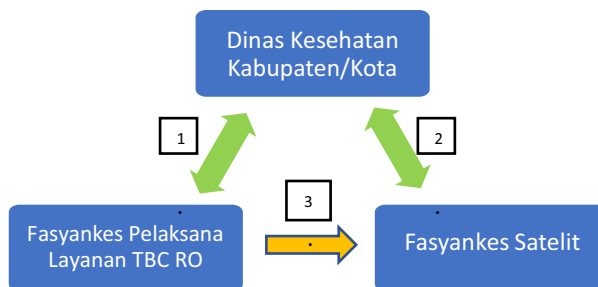 Dinas Kesehatan
Kabupaten/Kota
1
2
3
Fasyankes Pelaksana
Layanan TBC RO
Fasyankes Satelit